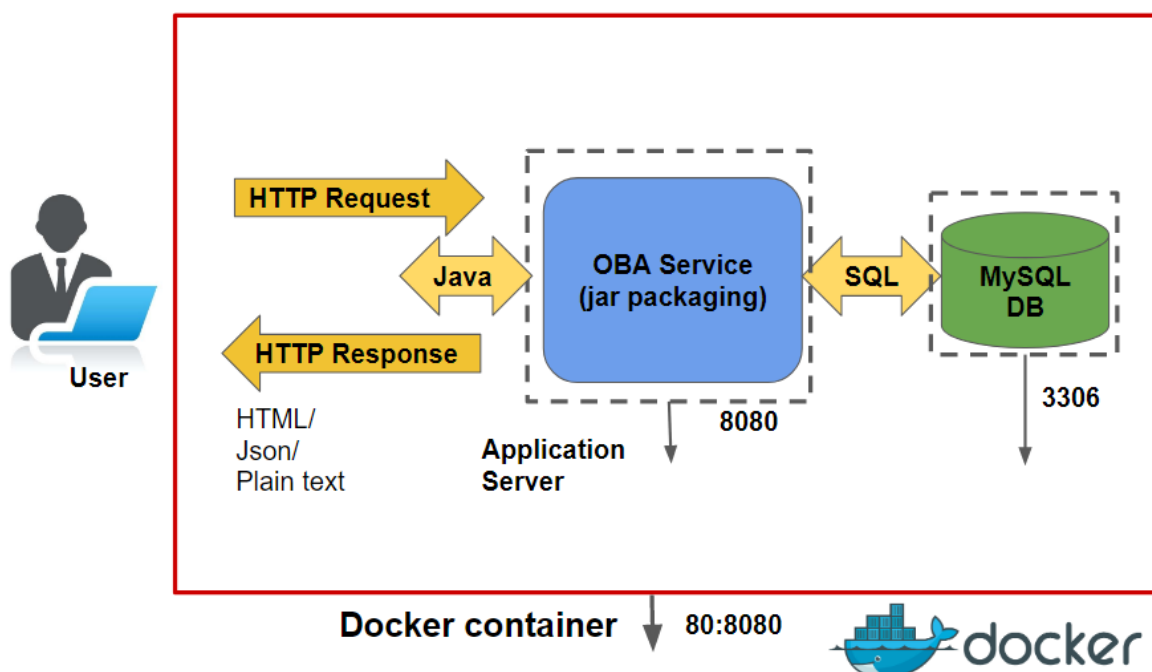 HTTP Request
Java
HTTP Response
HTML/
Json/
Plain text
User
OBA Service
(jar packaging)
SQL
MySQL
DB
8080
3306
Application
Server
Docker container
80:8080
docker